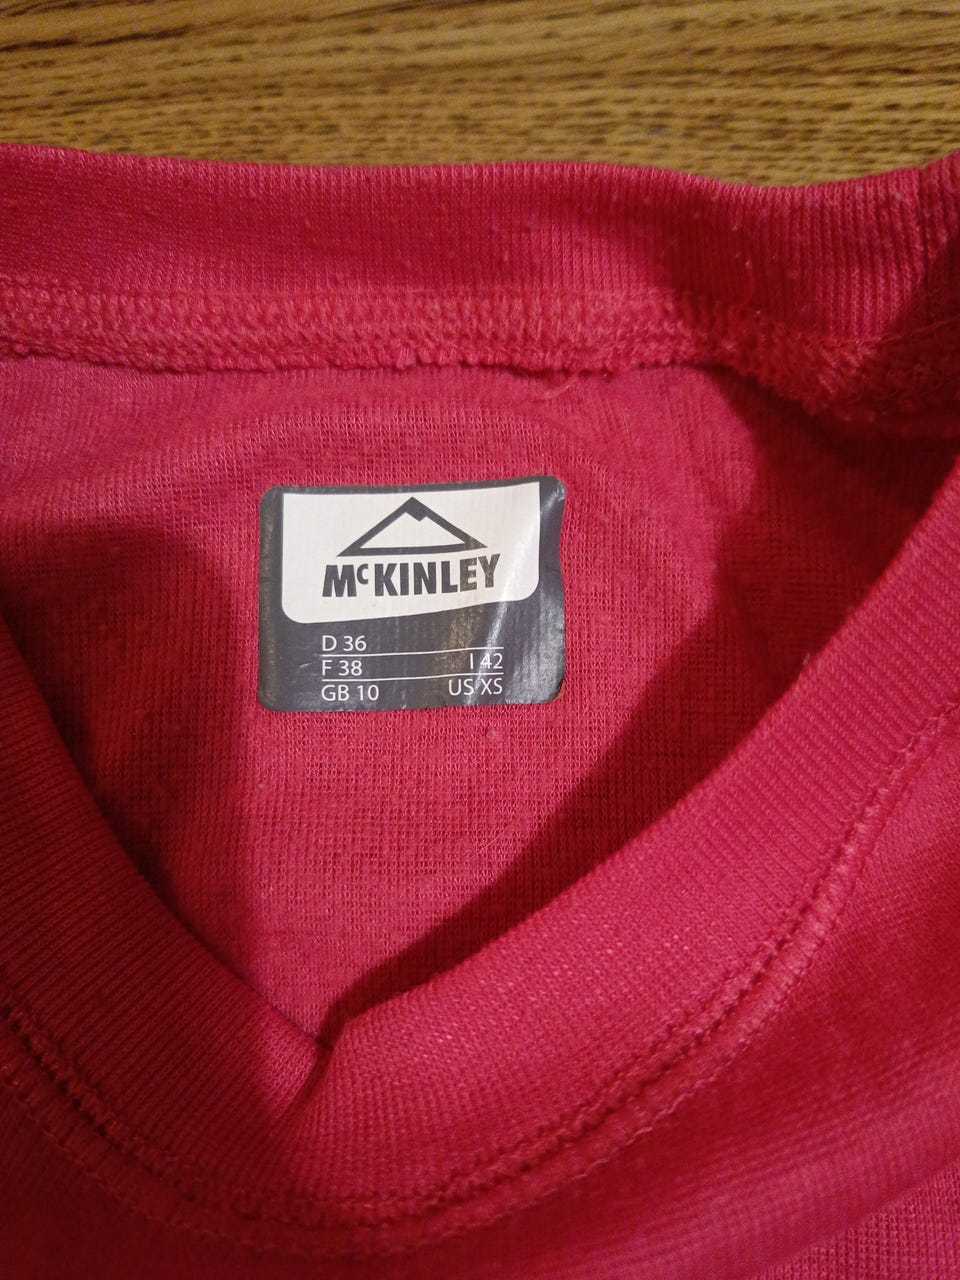 McKINLEY
D 36
F 38 I 42
GB 10 US XS